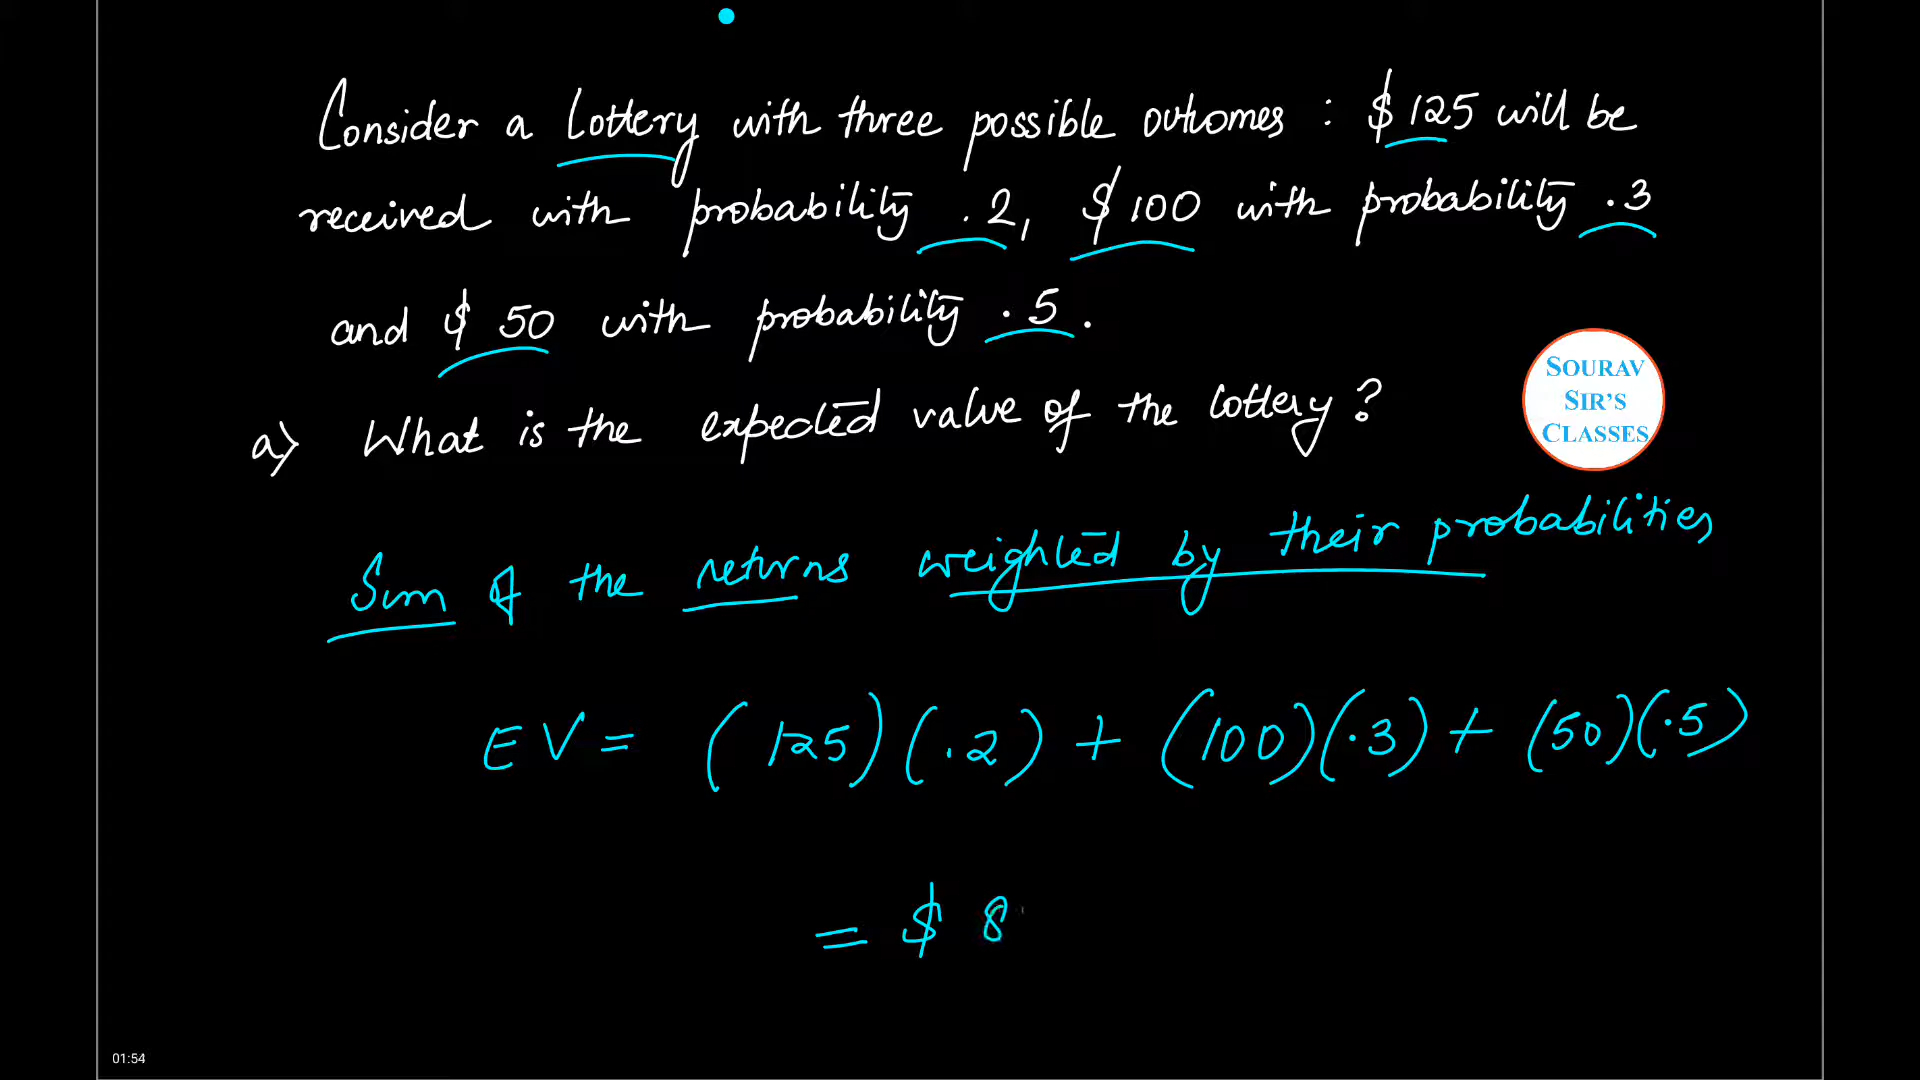 Consider a Lottery with three possible outcomes : $ 125 will be
received with probability .2, $ 100 with probability .3
and $ 50 with probability .5.
a) What is the expected value of the lottery ?
SOURAV
SIR'S
CLASSES
Sum of the returns weighted by their probabilities
EV = (125)(.2) + (100)(.3) + (50)(.5)
= $ 8
01:54